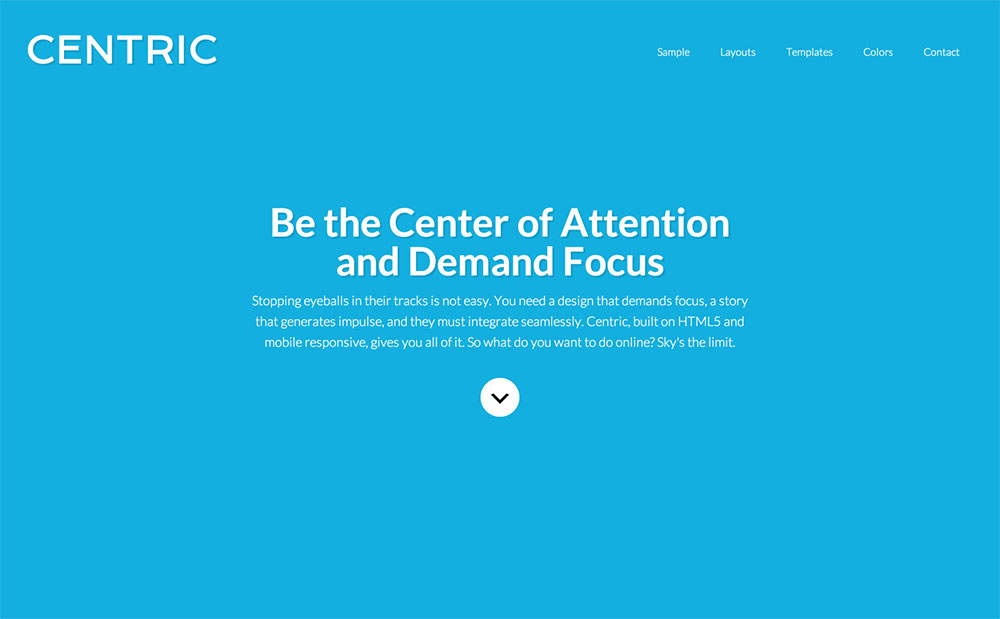 CENTRIC
Sample Layouts Templates Colors Contact
Be the Center of Attention
and Demand Focus
Stopping eyeballs in their tracks is not easy. You need a design that demands focus, a story
that generates impulse, and they must integrate seamlessly. Centric, built on HTML5 and
mobile responsive, gives you all of it. So what do you want to do online? Sky's the limit.